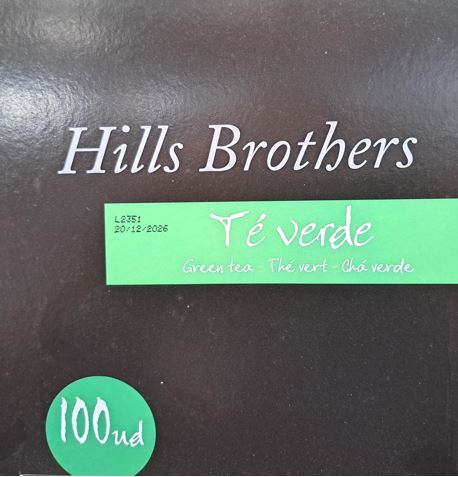 Hills Brothers
L2351
20/12/2026
Té verde
Green tea - Thé vert - Chá verde
100ud